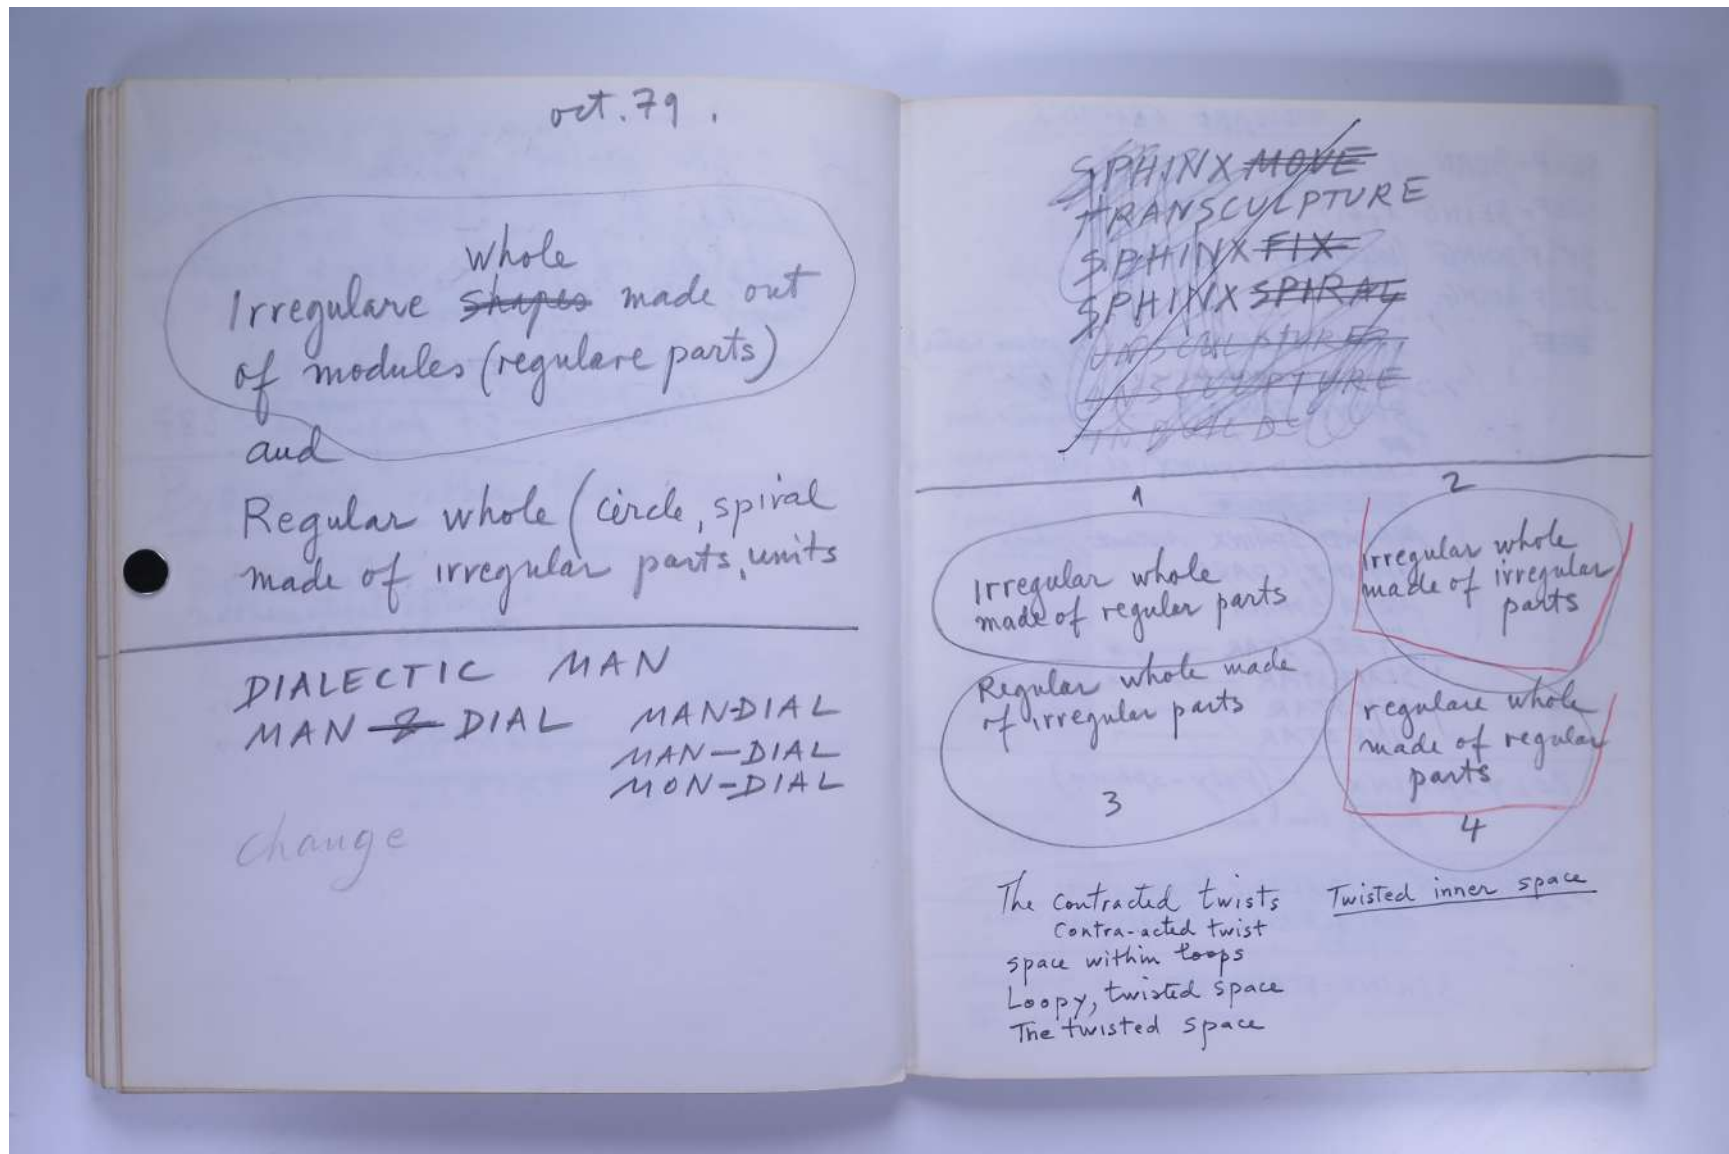 oct. 79.
whole
Irregulare shapes made out
of modules (regulare parts)
and
Regular whole (circle, spiral
made of irregular parts, units
DIALECTIC MAN
MAN & DIAL MAN-DIAL
MAN-DIAL
MON-DIAL
change
SPHINX MOVE
TRANSCULPTURE
SPHINX FIX
SPHINX SPIRAL
UNSCULPTURE
1
Irregular whole
made of regular parts
2
irregular whole
made of irregular
parts
Regular whole made
of irregular parts
3
regulare whole
made of regular
parts
4
The contracted twists
Contra-acted twist
space within loops
Loopy, twisted space
The twisted space
Twisted inner space